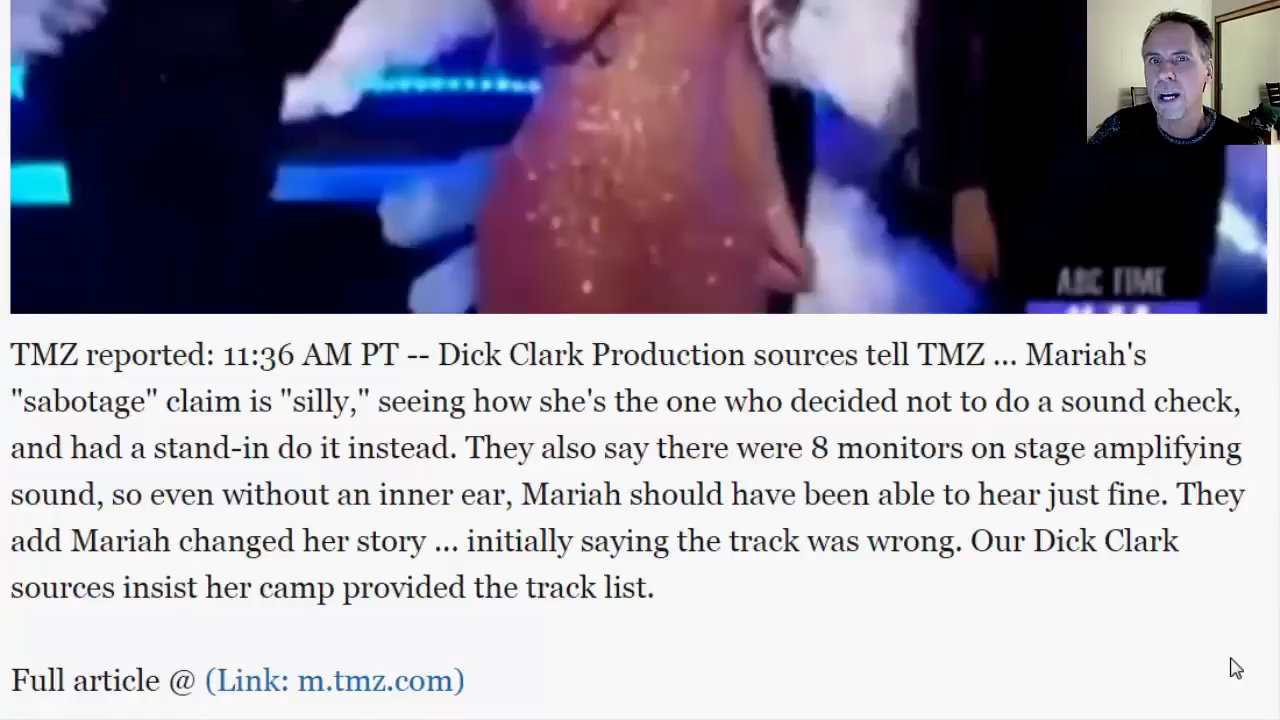 ABC TIME
TMZ reported: 11:36 AM PT -- Dick Clark Production sources tell TMZ ... Mariah's
"sabotage" claim is "silly," seeing how she's the one who decided not to do a sound check,
and had a stand-in do it instead. They also say there were 8 monitors on stage amplifying
sound, so even without an inner ear, Mariah should have been able to hear just fine. They
add Mariah changed her story ... initially saying the track was wrong. Our Dick Clark
sources insist her camp provided the track list.
Full article @ (Link: m.tmz.com)